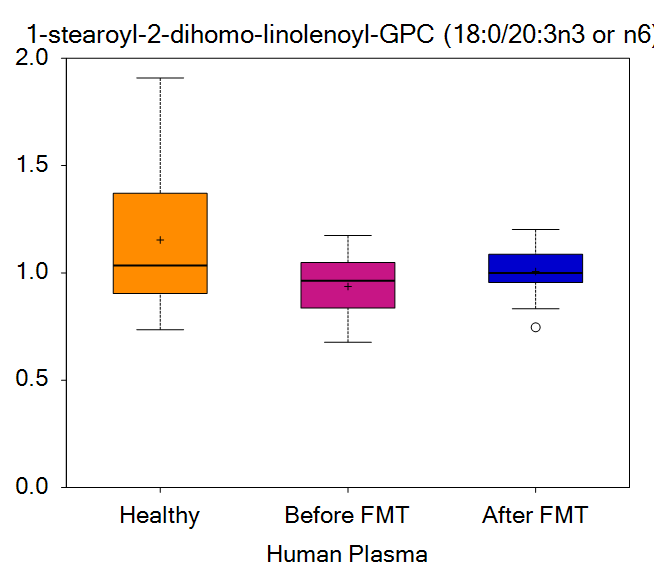 1-stearoyl-2-dihomo-linolenoyl-GPC (18:0/20:3n3 or n6)
2.0
1.5
1.0
0.5
0.0
Healthy Before FMT After FMT
Human Plasma